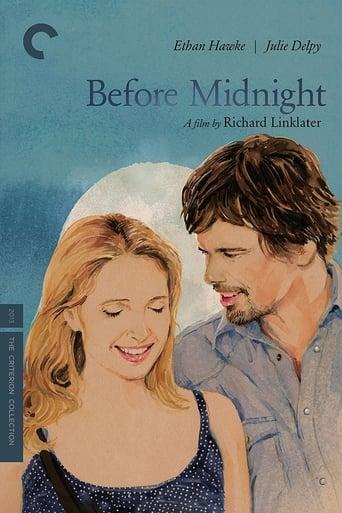 Ethan Hawke | Julie Delpy
Before Midnight
A film by Richard Linklater
2013 THE CRITERION COLLECTION